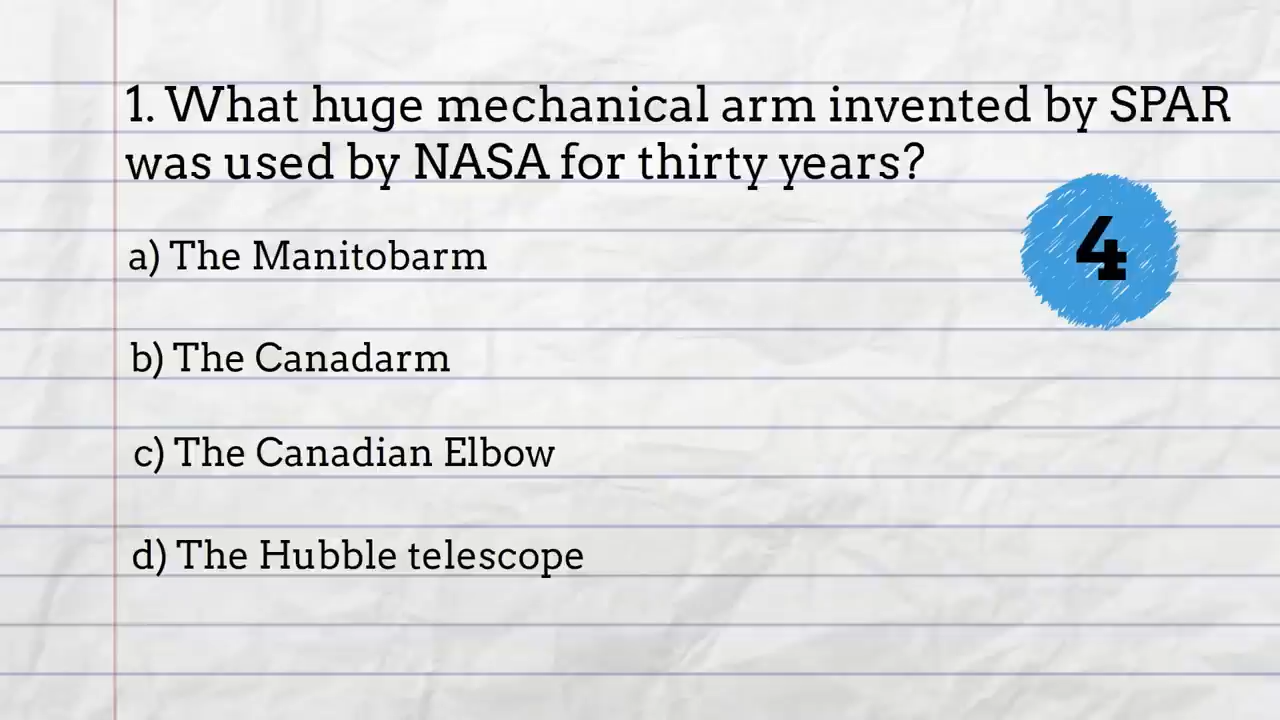 1. What huge mechanical arm invented by SPAR
was used by NASA for thirty years?
4
a) The Manitobarm
b) The Canadarm
c) The Canadian Elbow
d) The Hubble telescope